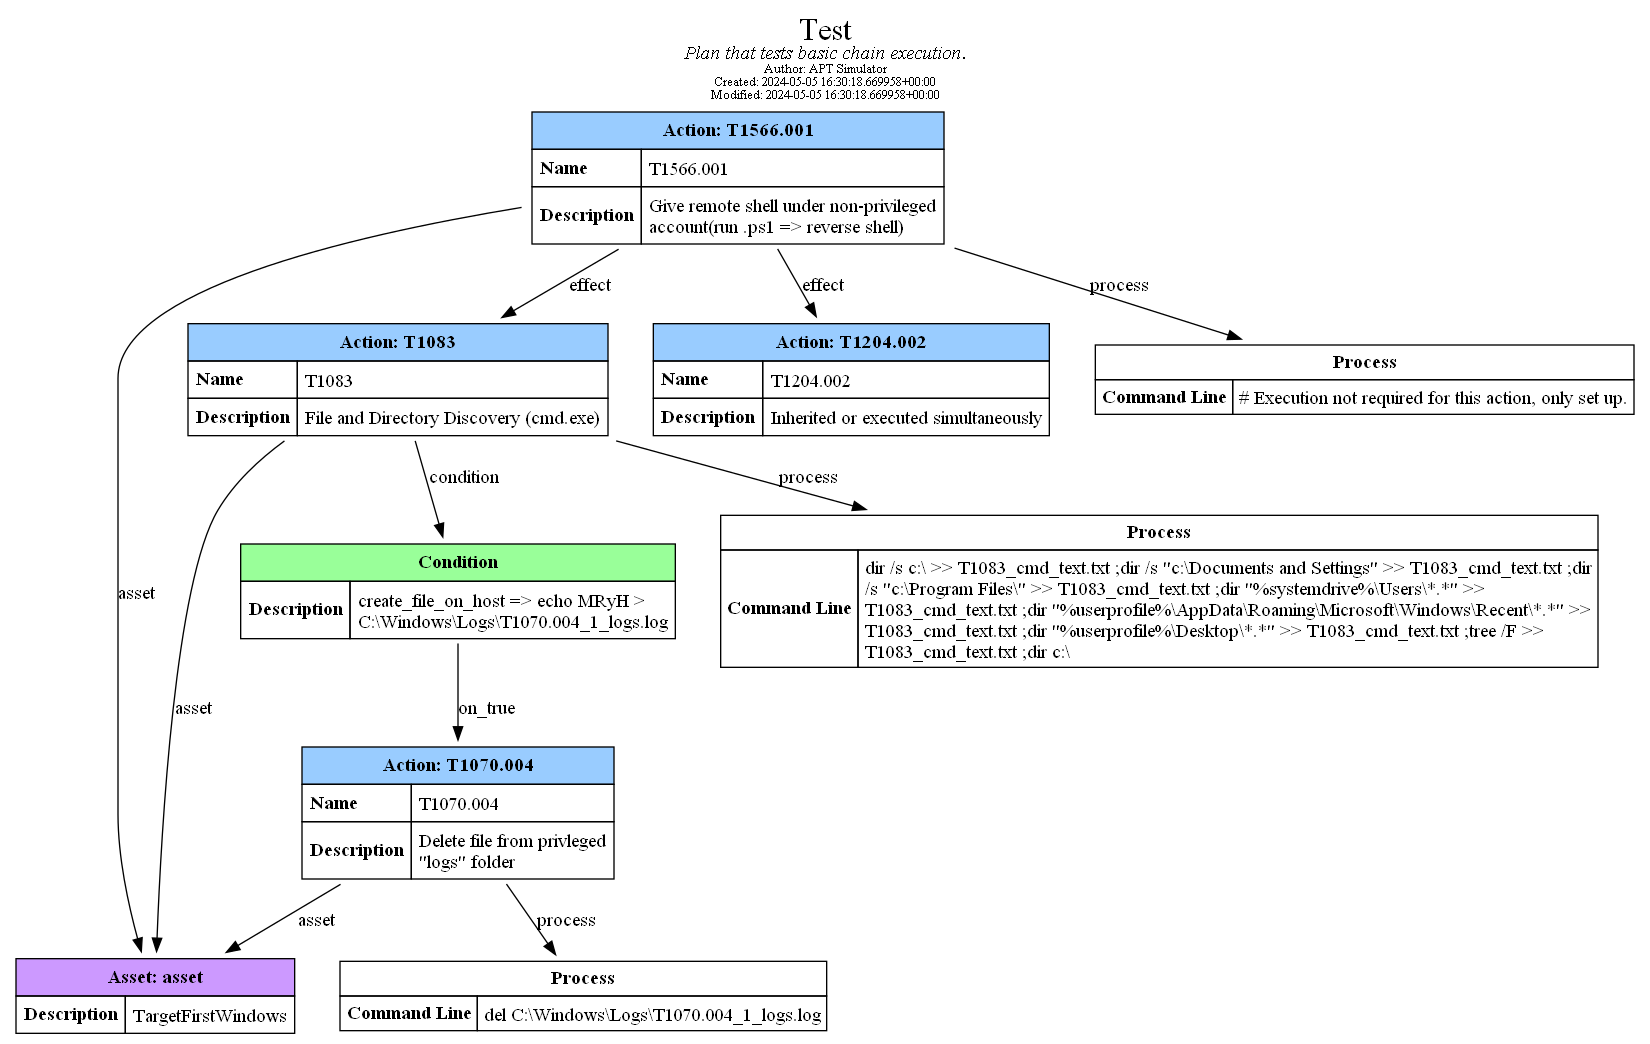 Test
Plan that tests basic chain execution.
Author: APT Simulator
Created: 2024-05-05 16:30:18.669958+00:00
Modified: 2024-05-05 16:30:18.669958+00:00
Action: T1566.001
Name
T1566.001
Description
Give remote shell under non-privileged
account(run .ps1 => reverse shell)
effect
effect
process
Action: T1083
Name
T1083
Description
File and Directory Discovery (cmd.exe)
Action: T1204.002
Name
T1204.002
Description
Inherited or executed simultaneously
Process
Command Line
# Execution not required for this action, only set up.
condition
process
asset
Condition
Description
create_file_on_host => echo MRyH >
C:\Windows\Logs\T1070.004_1_logs.log
Process
Command Line
dir /s c:\ >> T1083_cmd_text.txt ;dir /s "c:\Documents and Settings" >> T1083_cmd_text.txt ;dir
/s "c:\Program Files\" >> T1083_cmd_text.txt ;dir "%systemdrive%\Users\*.*" >>
T1083_cmd_text.txt ;dir "%userprofile%\AppData\Roaming\Microsoft\Windows\Recent\*.*" >>
T1083_cmd_text.txt ;dir "%userprofile%\Desktop\*.*" >> T1083_cmd_text.txt ;tree /F >>
T1083_cmd_text.txt ;dir c:\
asset
on_true
Action: T1070.004
Name
T1070.004
Description
Delete file from privleged
"logs" folder
asset
process
Asset: asset
Description
TargetFirstWindows
Process
Command Line
del C:\Windows\Logs\T1070.004_1_logs.log